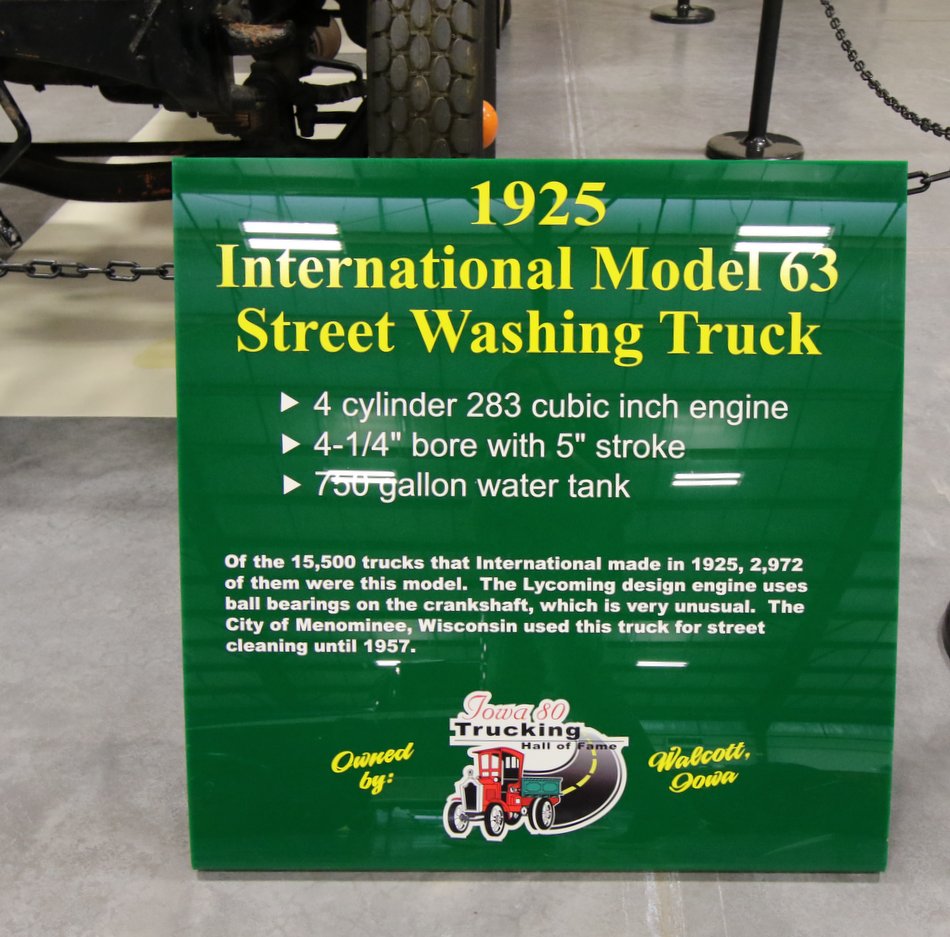 1925
International Model 63
Street Washing Truck
4 cylinder 283 cubic inch engine
4-1/4" bore with 5" stroke
750 gallon water tank
Of the 15,500 trucks that International made in 1925, 2,972
of them were this model. The Lycoming design engine uses
ball bearings on the crankshaft, which is very unusual. The
City of Menominee, Wisconsin used this truck for street
cleaning until 1957.
Owned
by:
Iowa 80
Trucking
Hall of Fame
Walcott,
Iowa